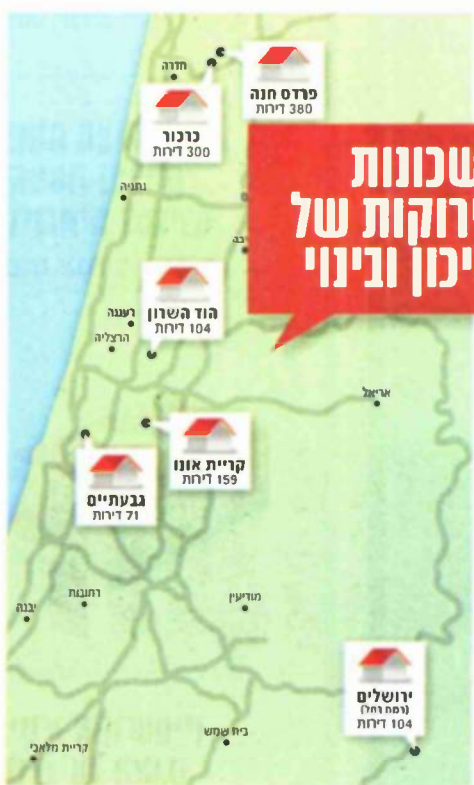 חדרה
פרדס חנה
380 דירות
כרכור
300 דירות
שכונות
ירוקות של
יכון ובינוי
נתניה
הוד השרון
104 דירות
רעננה
הרצליה
אריאל
קריית אונו
159 דירות
גבעתיים
71 דירות
רחובות
מודיעין
יבנה
ירושלים
(רמת רחל)
104 דירות
בית שמש
קריית מלאכי